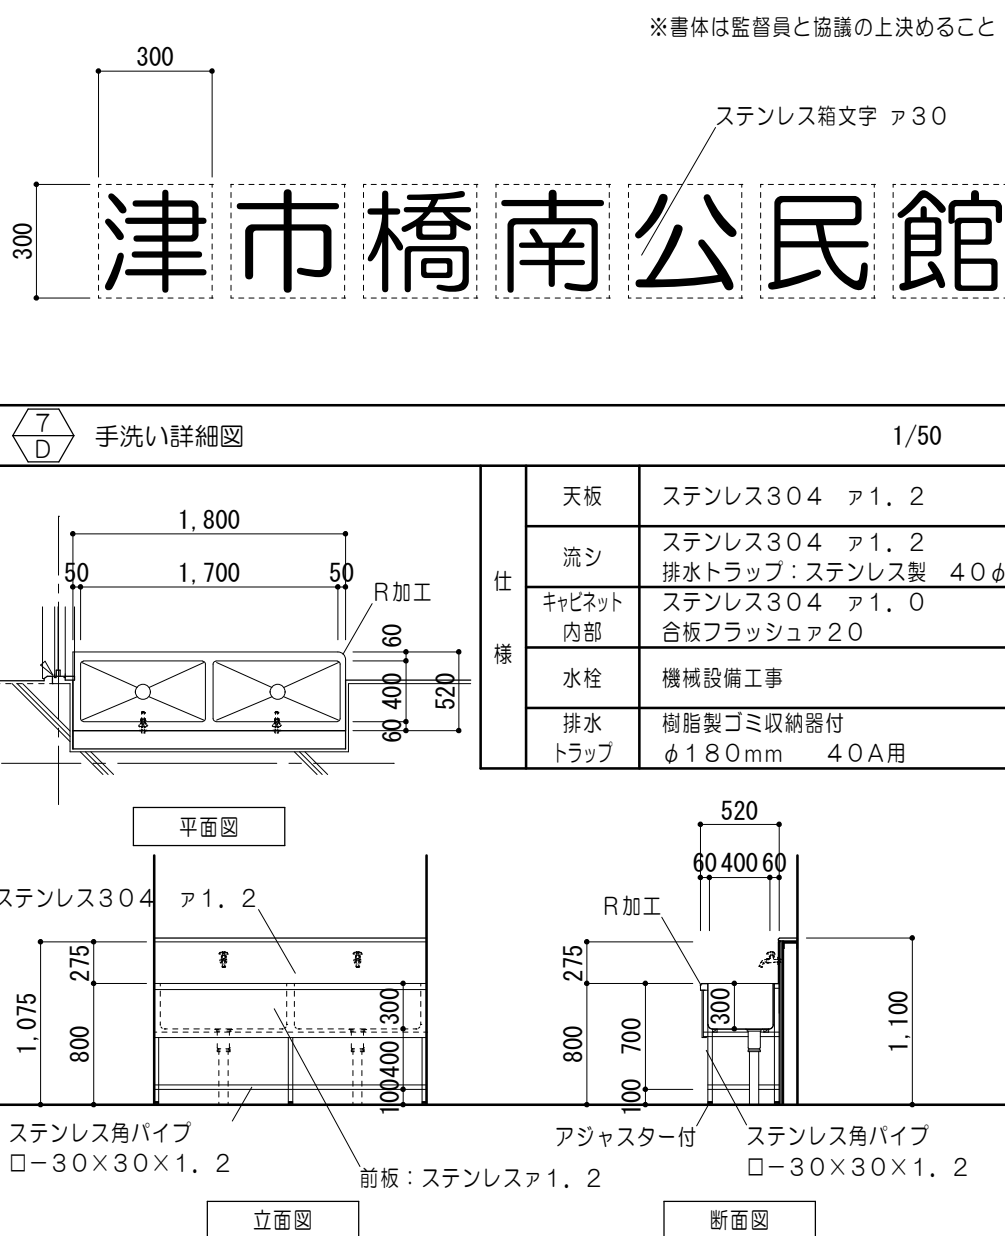 ※書体は監督員と協議の上決めること
300
ステンレス箱文字 ァ30
300
津市橋南公民館
7
D
手洗い詳細図
1/50
仕様
天板
ステンレス304 ァ1.2
流シ
ステンレス304 ァ1.2
排水トラップ：ステンレス製 40φ
キャビネット
内部
ステンレス304 ァ1.0
合板フラッシュァ20
水栓
機械設備工事
排水
トラップ
樹脂製ゴミ収納器付
φ180mm 40A用
1,800
50
1,700
50
R加工
60
400
60
520
平面図
ステンレス304 ァ1.2
275
1,075
800
300
400
100
ステンレス角パイプ
□−30×30×1.2
前板：ステンレスァ1.2
立面図
520
60
400
60
R加工
275
800
700
100
300
1,100
アジャスター付
ステンレス角パイプ
□−30×30×1.2
断面図